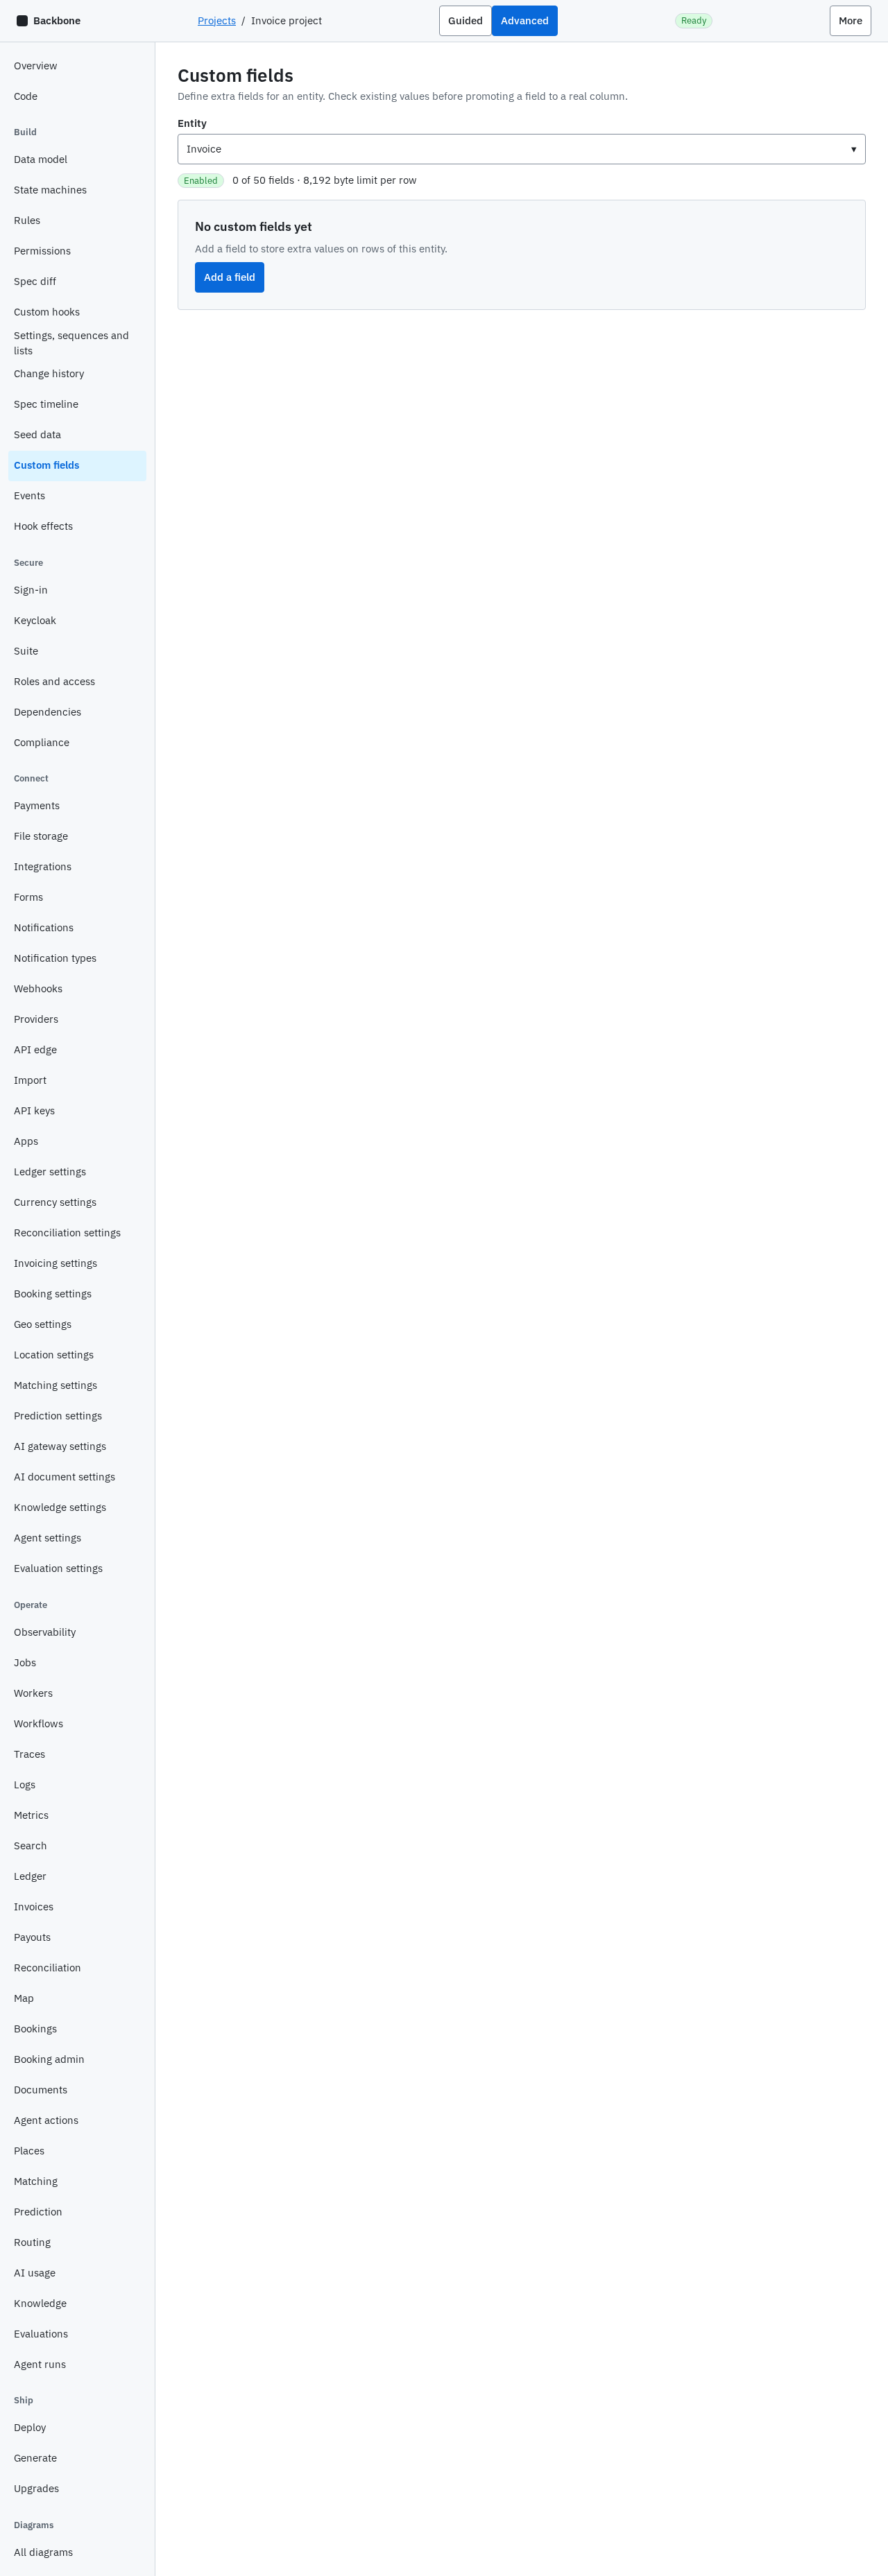 Backbone
Projects / Invoice project
Guided
Advanced
Ready
More
Overview
Code
Build
Data model
State machines
Rules
Permissions
Spec diff
Custom hooks
Settings, sequences and
lists
Change history
Spec timeline
Seed data
Custom fields
Events
Hook effects
Secure
Sign-in
Keycloak
Suite
Roles and access
Dependencies
Compliance
Connect
Payments
File storage
Integrations
Forms
Notifications
Notification types
Webhooks
Providers
API edge
Import
API keys
Apps
Ledger settings
Currency settings
Reconciliation settings
Invoicing settings
Booking settings
Geo settings
Location settings
Matching settings
Prediction settings
AI gateway settings
AI document settings
Knowledge settings
Agent settings
Evaluation settings
Operate
Observability
Jobs
Workers
Workflows
Traces
Logs
Metrics
Search
Ledger
Invoices
Payouts
Reconciliation
Map
Bookings
Booking admin
Documents
Agent actions
Places
Matching
Prediction
Routing
AI usage
Knowledge
Evaluations
Agent runs
Ship
Deploy
Generate
Upgrades
Diagrams
All diagrams
Custom fields
Define extra fields for an entity. Check existing values before promoting a field to a real column.
Entity
Invoice
Enabled 0 of 50 fields · 8,192 byte limit per row
No custom fields yet
Add a field to store extra values on rows of this entity.
Add a field